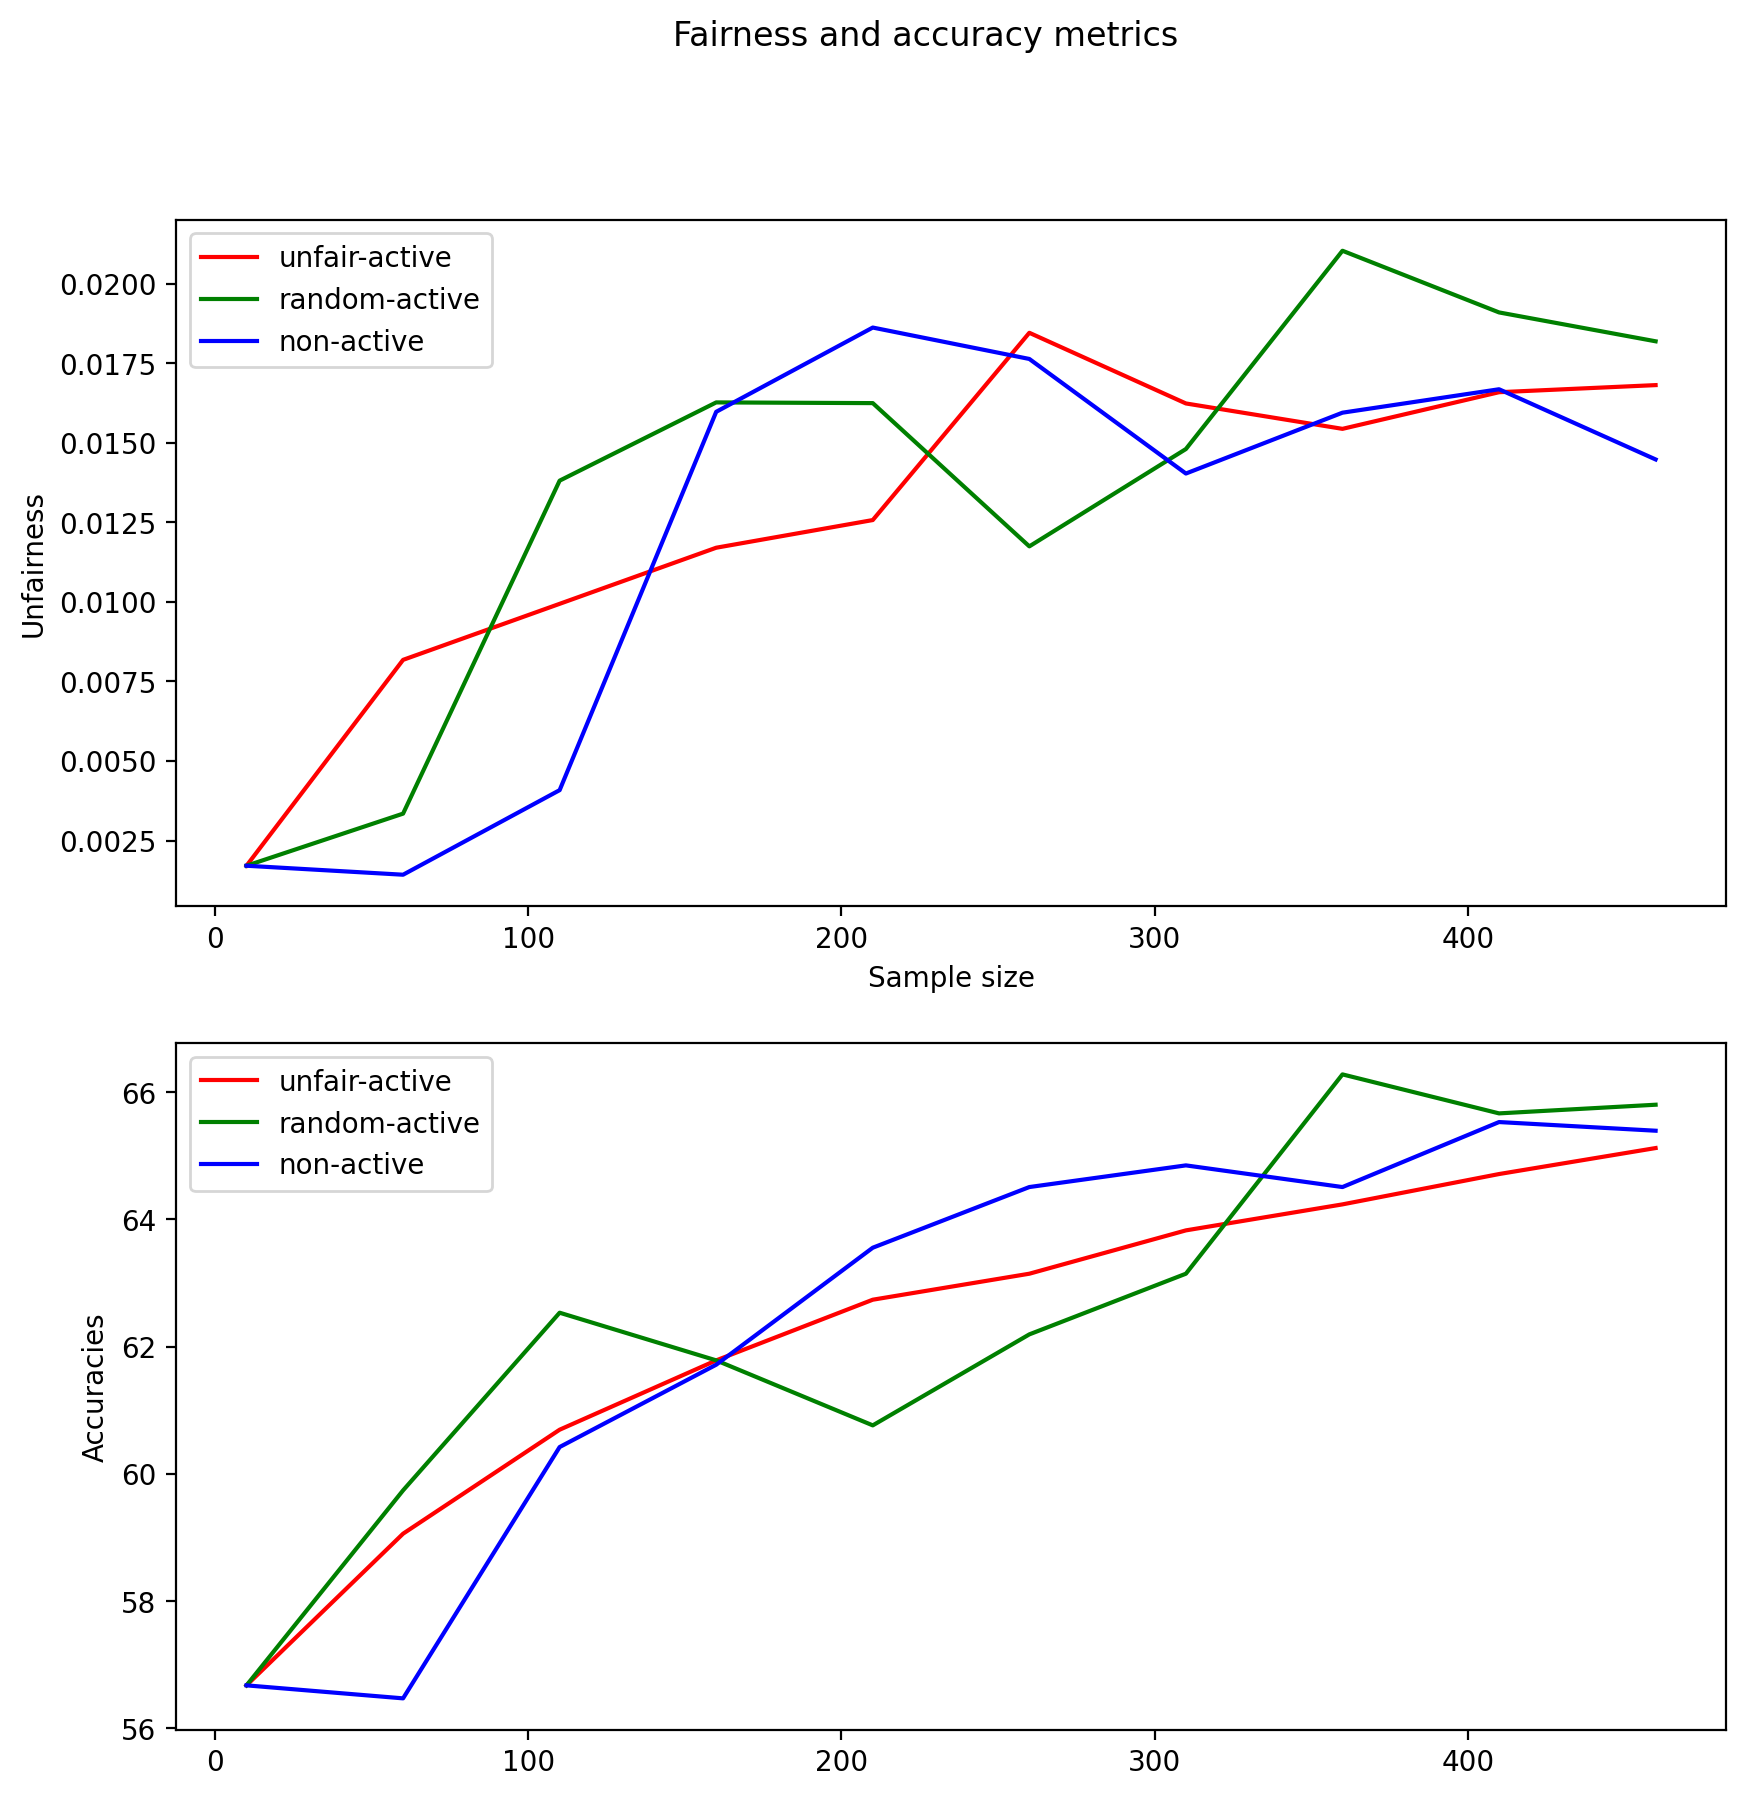 Fairness and accuracy metrics
unfair-active
random-active
non-active
0.0200
0.0175
0.0150
0.0125
0.0100
0.0075
0.0050
0.0025
Unfairness
0 100 200 300 400
Sample size
unfair-active
random-active
non-active
66
64
62
60
58
56
Accuracies
0 100 200 300 400